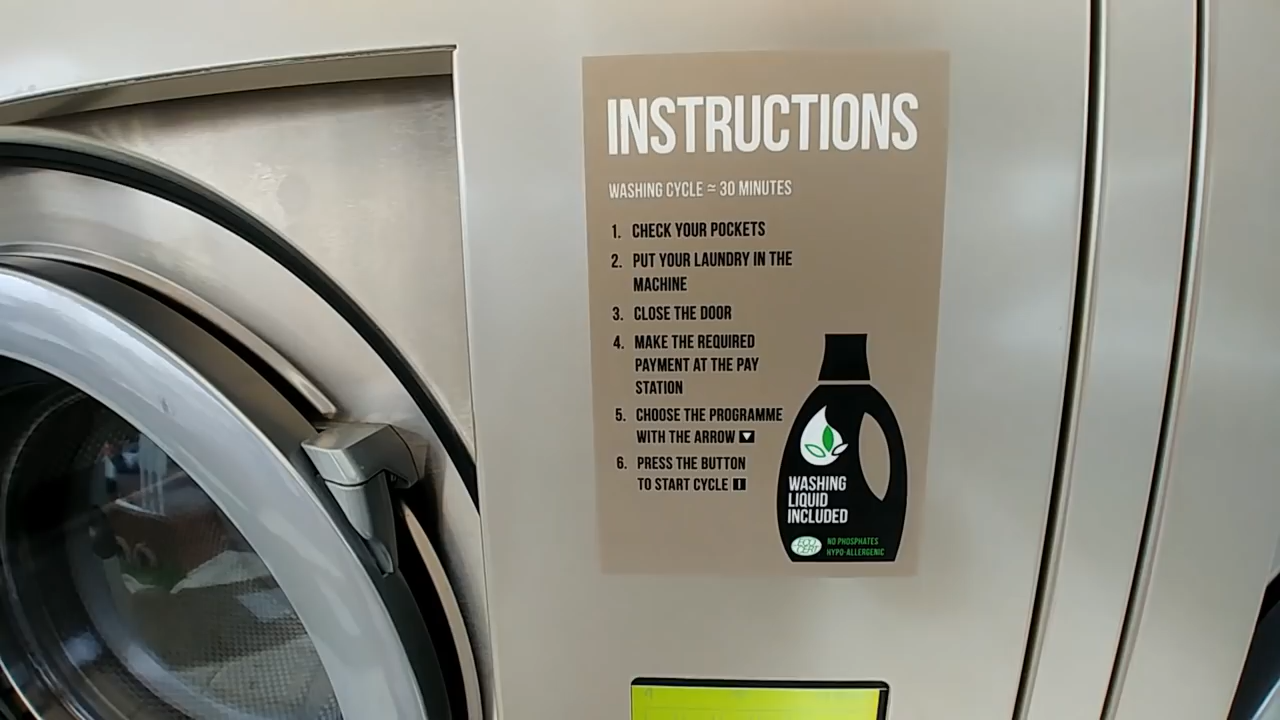 INSTRUCTIONS
WASHING CYCLE ≃ 30 MINUTES
1. CHECK YOUR POCKETS
2. PUT YOUR LAUNDRY IN THE
MACHINE
3. CLOSE THE DOOR
4. MAKE THE REQUIRED
PAYMENT AT THE PAY
STATION
5. CHOOSE THE PROGRAMME
WITH THE ARROW ▼
6. PRESS THE BUTTON
TO START CYCLE I
WASHING
LIQUID
INCLUDED
ECO
CERT
NO PHOSPHATES
HYPO-ALLERGENIC